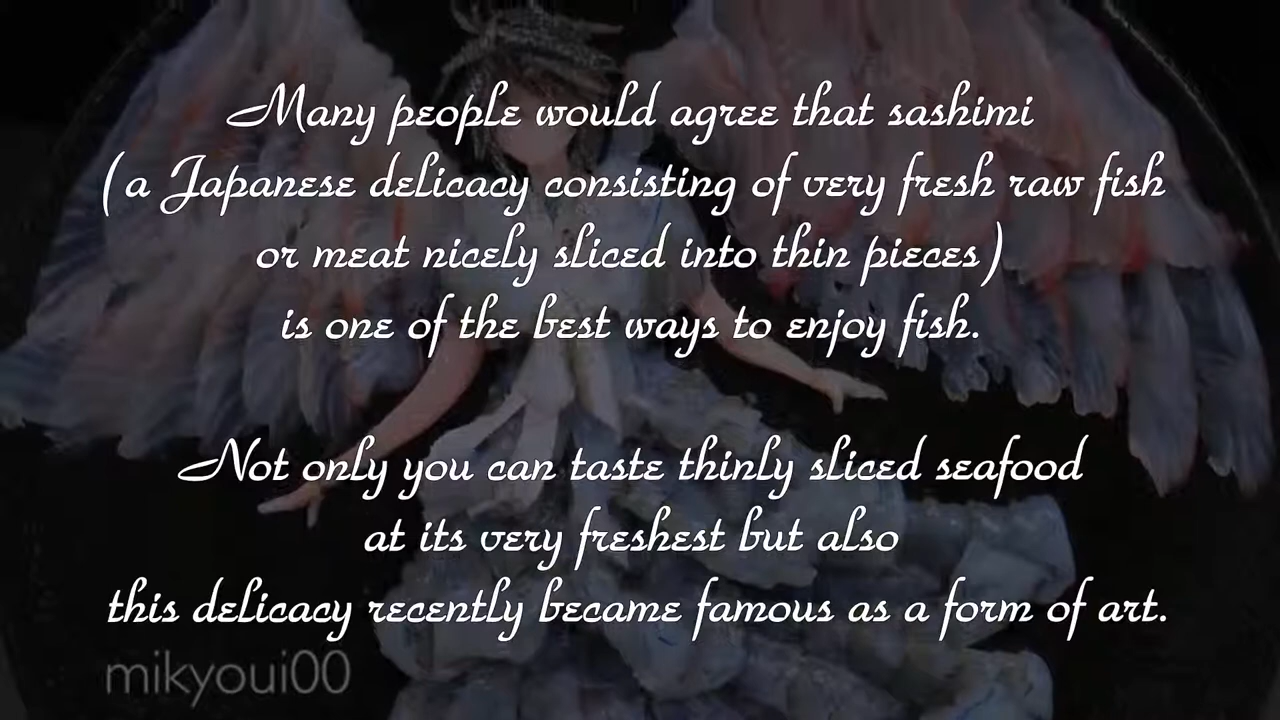 Many people would agree that sashimi
(a Japanese delicacy consisting of very fresh raw fish
or meat nicely sliced into thin pieces)
is one of the best ways to enjoy fish.
Not only you can taste thinly sliced seafood
at its very freshest but also
this delicacy recently became famous as a form of art.
mikyoui00